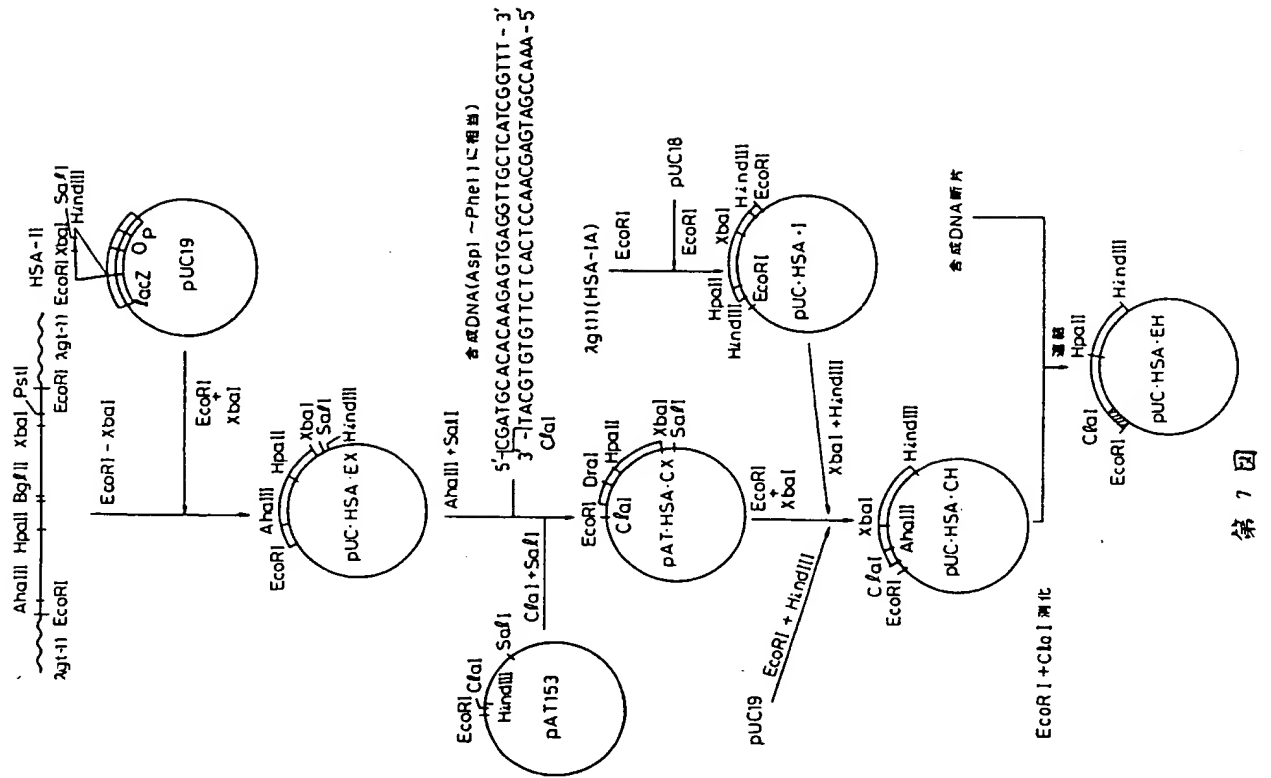 λgt-11 EcoRI AhaIII HpaII BglII XbaI PstI EcoRI λgt-11 HSA-II
EcoRI XbaI SalI
HindIII
lacZ O P
pUC19
EcoRI - XbaI
EcoRI
+
XbaI
EcoRI AhaIII HpaII XbaI
SalI
HindIII
pUC·HSA·EX
AhaIII + SalI
合成DNA(Asp1 ~Phe11に相当)
5'-CGATGCACACAAGAGTGAGGTTGCTCATCGGTTT-3'
3'-TACGTGTGTTCTCACTCCAACGAGTAGCCAAA-5'
ClaI
EcoRI ClaI
HindIII SalI
pAT153
ClaI + SalI
EcoRI DraI HpaII
ClaI XbaI
SalI
pAT·HSA·CX
λgt11(HSA-IA)
EcoRI
pUC18
EcoRI
HpaII XbaI HindIII
HindIII EcoRI EcoRI
pUC·HSA·I
EcoRI
+
XbaI
XbaI + HindIII
pUC19
EcoRI + HindIII
ClaI XbaI
EcoRI AhaIII HindIII
pUC·HSA·CH
EcoRI + ClaI 消化
合成DNA断片
連結
ClaI HpaII
EcoRI HindIII
pUC·HSA·EH
第 7 図